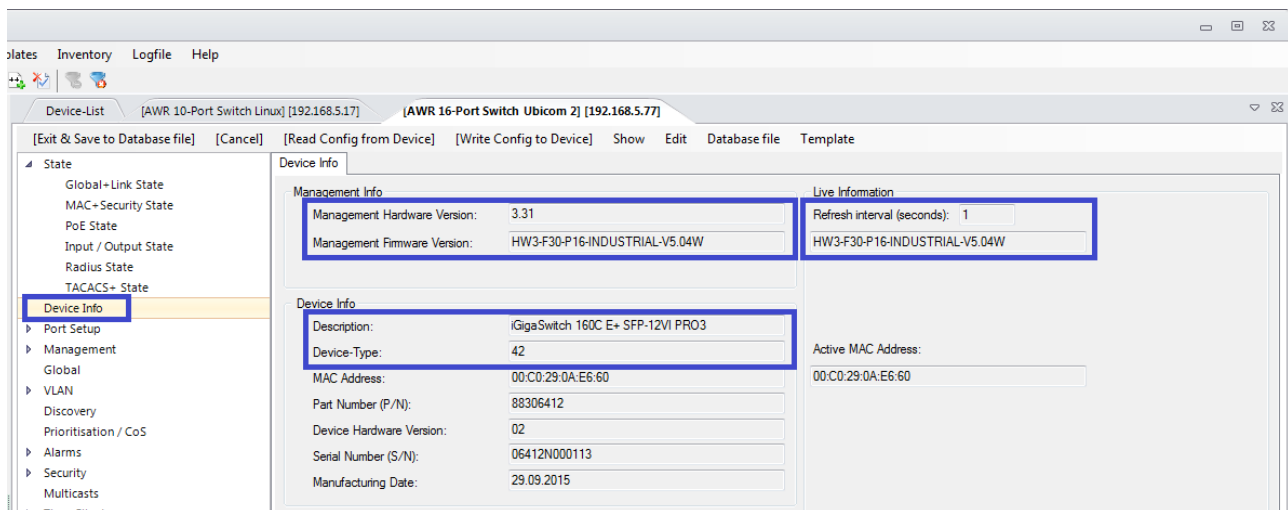 plates Inventory Logfile Help
Device-List [AWR 10-Port Switch Linux] [192.168.5.17] [AWR 16-Port Switch Ubicom 2] [192.168.5.77]
[Exit & Save to Database file] [Cancel] [Read Config from Device] [Write Config to Device] Show Edit Database file Template
State
Global+Link State
MAC+Security State
PoE State
Input / Output State
Radius State
TACACS+ State
Device Info
Port Setup
Management
Global
VLAN
Discovery
Prioritisation / CoS
Alarms
Security
Multicasts
Device Info
Management Info
Management Hardware Version: 3.31
Management Firmware Version: HW3-F30-P16-INDUSTRIAL-V5.04W
Device Info
Description: iGigaSwitch 160C E+ SFP-12VI PRO3
Device-Type: 42
MAC Address: 00:C0:29:0A:E6:60
Part Number (P/N): 88306412
Device Hardware Version: 02
Serial Number (S/N): 06412N000113
Manufacturing Date: 29.09.2015
Live Information
Refresh interval (seconds): 1
HW3-F30-P16-INDUSTRIAL-V5.04W
Active MAC Address:
00:C0:29:0A:E6:60